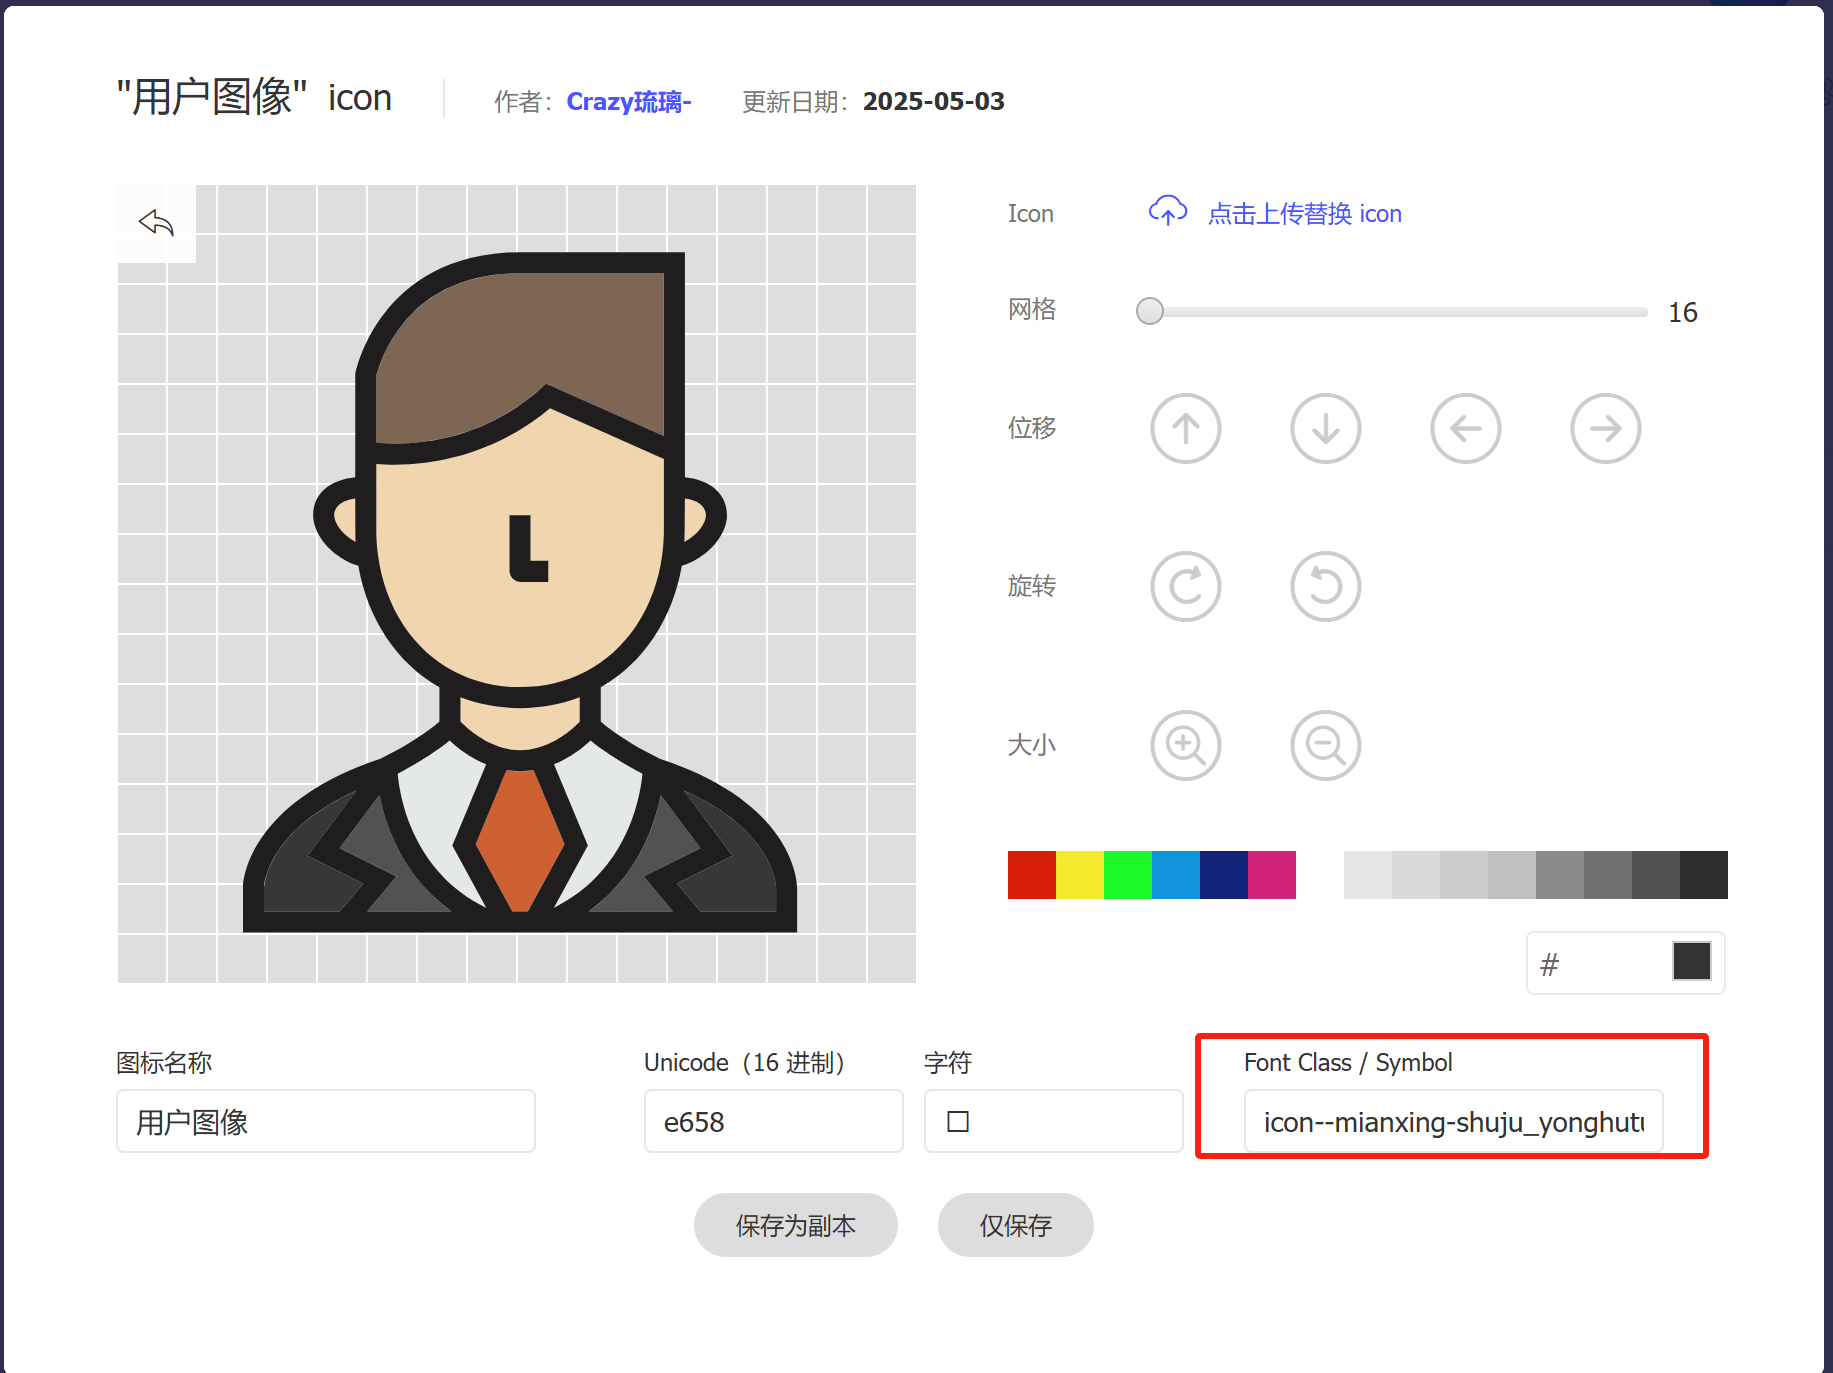 "用户图像" icon
作者：Crazy琉璃-
更新日期：2025-05-03
Icon
点击上传替换 icon
网格
16
位移
旋转
大小
#
图标名称
Unicode（16 进制）
字符
Font Class / Symbol
用户图像
e658
icon--mianxing-shuju_yonghutu
保存为副本
仅保存